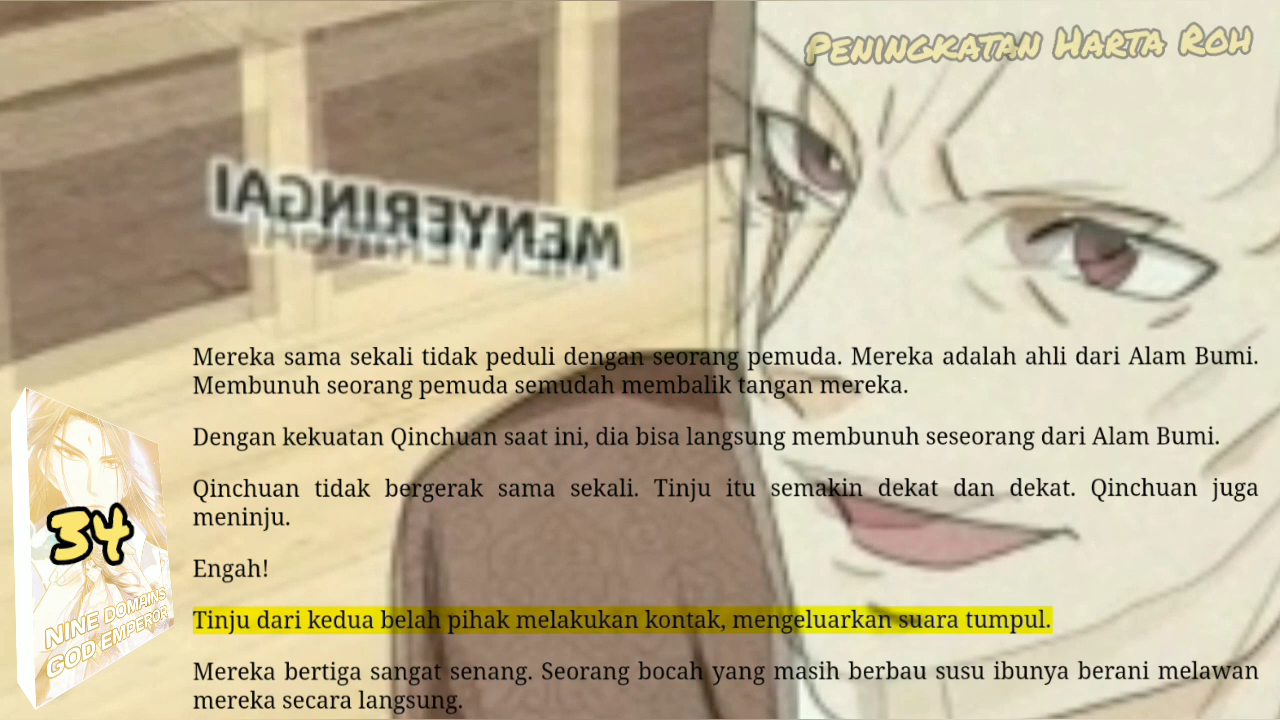 Peningkatan Harta Roh
MENYERINGAI
Mereka sama sekali tidak peduli dengan seorang pemuda. Mereka adalah ahli dari Alam Bumi.
Membunuh seorang pemuda semudah membalik tangan mereka.
Dengan kekuatan Qinchuan saat ini, dia bisa langsung membunuh seseorang dari Alam Bumi.
Qinchuan tidak bergerak sama sekali. Tinju itu semakin dekat dan dekat. Qinchuan juga
meninju.
Engah!
Tinju dari kedua belah pihak melakukan kontak, mengeluarkan suara tumpul.
Mereka bertiga sangat senang. Seorang bocah yang masih berbau susu ibunya berani melawan
mereka secara langsung.
34
NINE DOMAINS
GOD EMPEROR